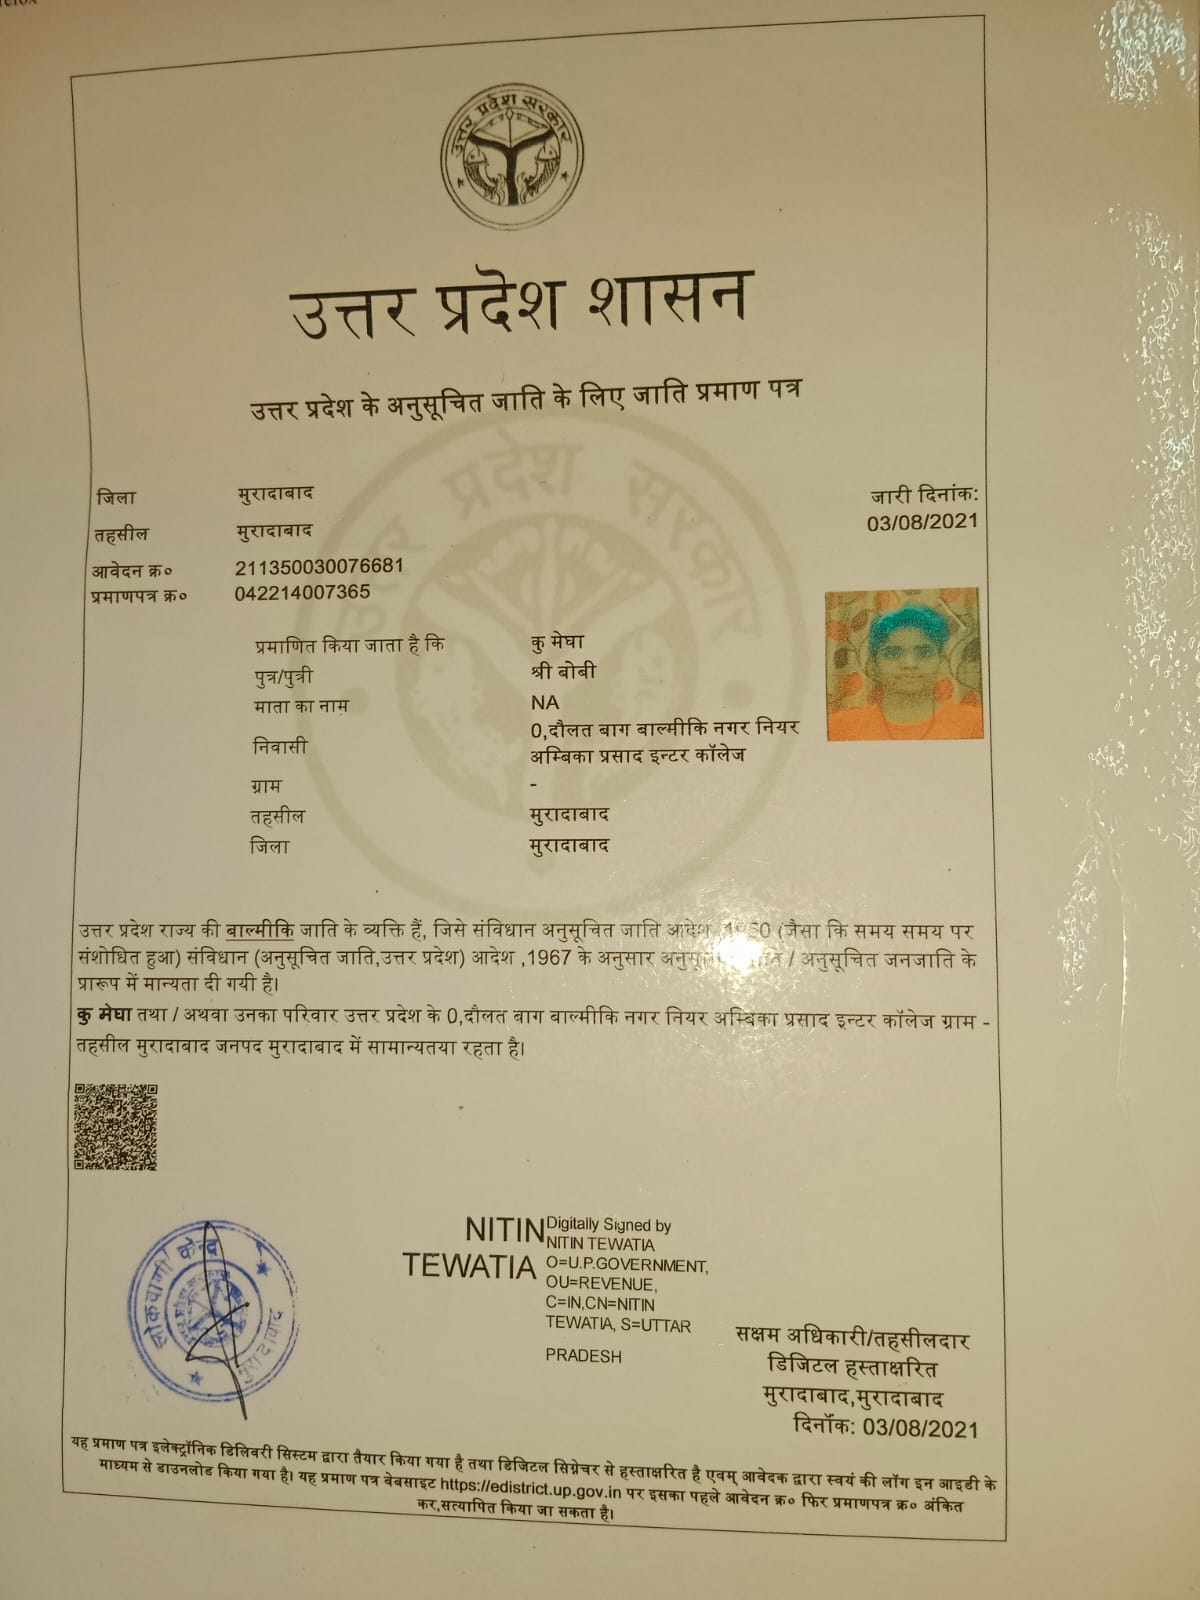 उत्तर प्रदेश सरकार
उत्तर प्रदेश शासन
उत्तर प्रदेश के अनुसूचित जाति के लिए जाति प्रमाण पत्र
जिला मुरादाबाद
जारी दिनांक:
03/08/2021
तहसील मुरादाबाद
आवेदन क्र० 211350030076681
प्रमाणपत्र क्र० 042214007365
प्रमाणित किया जाता है कि कु मेघा
पुत्र/पुत्री श्री बोबी
माता का नाम NA
निवासी 0,दौलत बाग बाल्मीकि नगर नियर
अम्बिका प्रसाद इन्टर कॉलेज
ग्राम -
तहसील मुरादाबाद
जिला मुरादाबाद
उत्तर प्रदेश राज्य की बाल्मीकि जाति के व्यक्ति हैं, जिसे संविधान अनुसूचित जाति आदेश (जैसा कि समय समय पर
संशोधित हुआ) संविधान (अनुसूचित जाति,उत्तर प्रदेश) आदेश ,1967 के अनुसार / अनुसूचित जनजाति के
प्रारूप में मान्यता दी गयी है।
कु मेघा तथा / अथवा उनका परिवार उत्तर प्रदेश के 0,दौलत बाग बाल्मीकि नगर नियर अम्बिका प्रसाद इन्टर कॉलेज ग्राम -
तहसील मुरादाबाद जनपद मुरादाबाद में सामान्यतया रहता है।
लोकवाणी केन्द्र
मुरादाबाद
NITIN
TEWATIA
Digitally Signed by
NITIN TEWATIA
O=U.P.GOVERNMENT,
OU=REVENUE,
C=IN,CN=NITIN
TEWATIA, S=UTTAR
PRADESH
सक्षम अधिकारी/तहसीलदार
डिजिटल हस्ताक्षरित
मुरादाबाद,मुरादाबाद
दिनाँक: 03/08/2021
यह प्रमाण पत्र इलेक्ट्रॉनिक डिलिवरी सिस्टम द्वारा तैयार किया गया है तथा डिजिटल सिग्नेचर से हस्ताक्षरित है एवम् आवेदक द्वारा स्वयं की लॉग इन आइडी के
माध्यम से डाउनलोड किया गया है। यह प्रमाण पत्र वेबसाइट https://edistrict.up.gov.in पर इसका पहले आवेदन क्र० फिर प्रमाणपत्र क्र० अंकित
कर,सत्यापित किया जा सकता है।